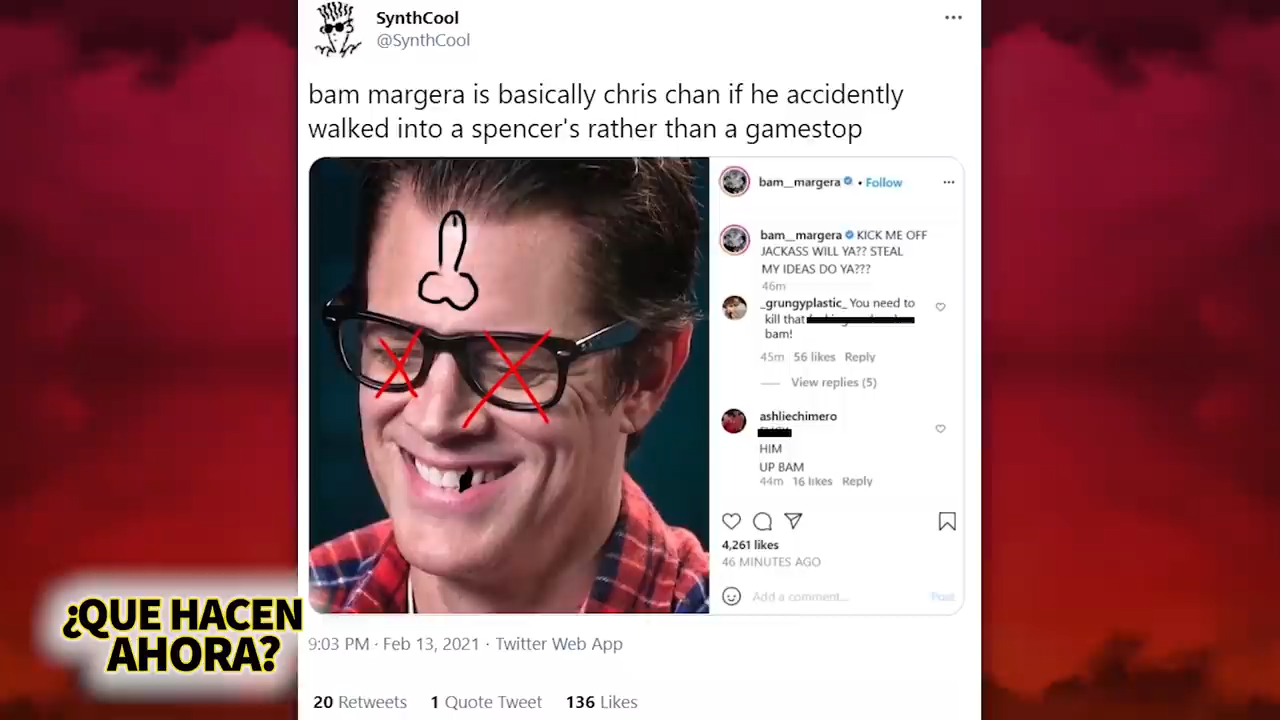 SynthCool
@SynthCool
bam margera is basically chris chan if he accidently
walked into a spencer's rather than a gamestop
bam__margera • Follow
bam__margera KICK ME OFF
JACKASS WILL YA?? STEAL
MY IDEAS DO YA???
46m
_grungyplastic_ You need to
kill that
bam!
45m 56 likes Reply
View replies (5)
ashliechimero
HIM
UP BAM
44m 16 likes Reply
4,261 likes
46 MINUTES AGO
Add a comment... Post
¿QUE HACEN
AHORA?
9:03 PM · Feb 13, 2021 · Twitter Web App
20 Retweets 1 Quote Tweet 136 Likes